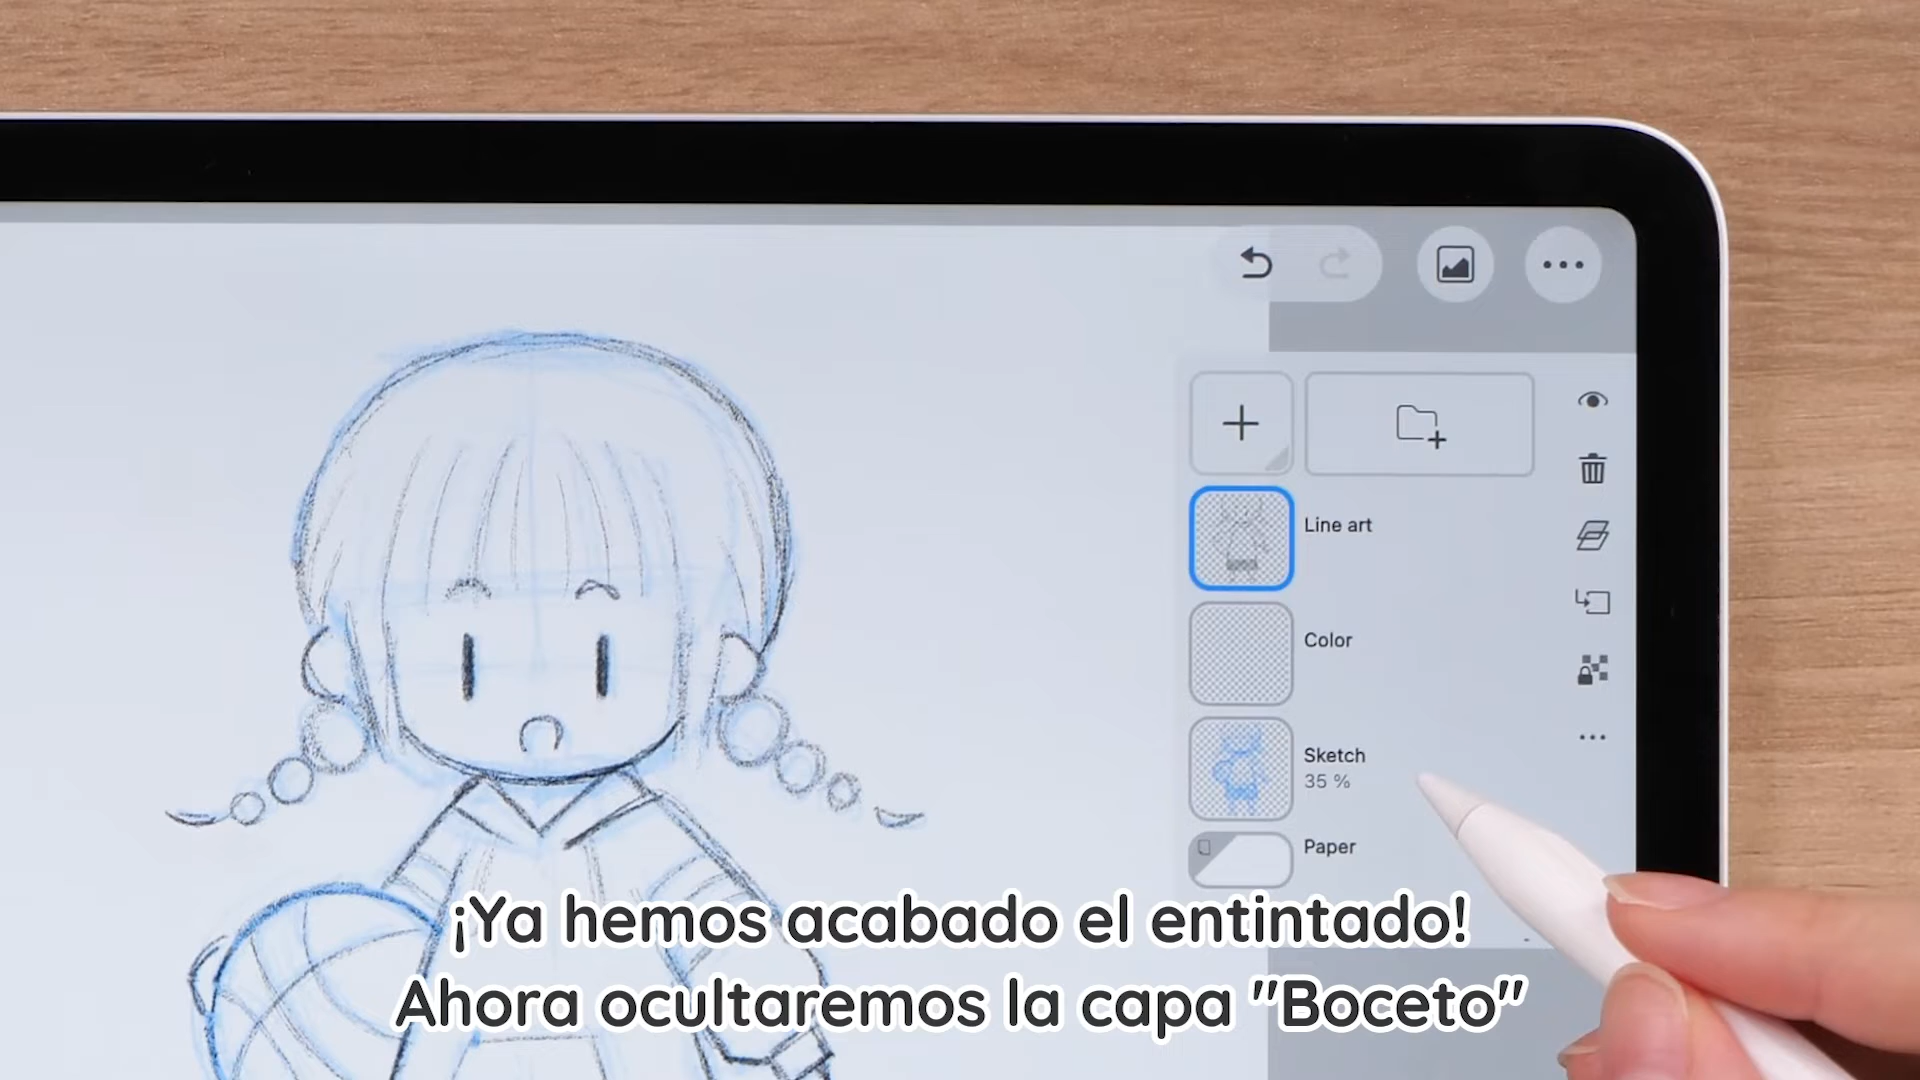 Line art
Color
Sketch
35 %
Paper
¡Ya hemos acabado el entintado!
Ahora ocultaremos la capa "Boceto"